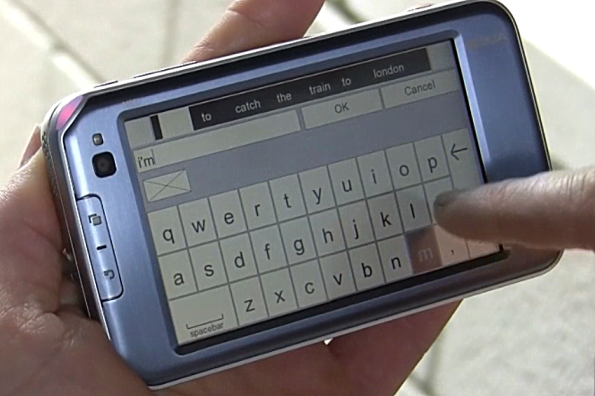 to catch the train to london
OK Cancel
i'm
q w e r t y u i o p ←
a s d f g h j k l
z x c v b n m ,
spacebar